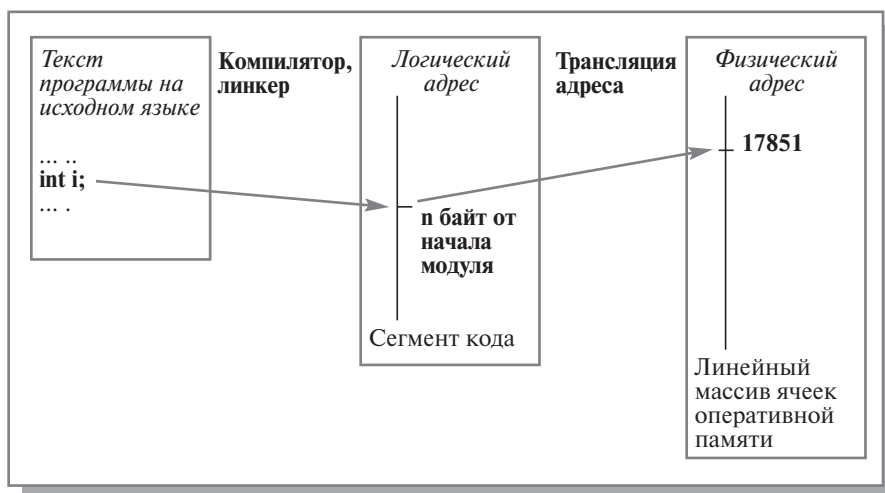 Текст
программы на
исходном языке
... ..
int i;
... .
Компилятор,
линкер
Логический
адрес
n байт от
начала
модуля
Сегмент кода
Трансляция
адреса
Физический
адрес
17851
Линейный
массив ячеек
оперативной
памяти